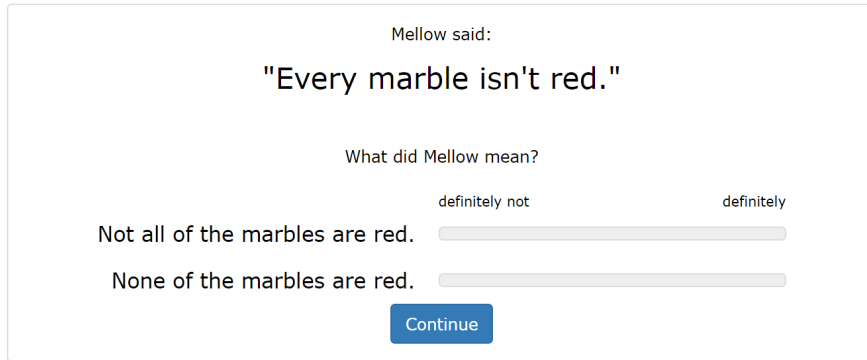 Mellow said:
"Every marble isn't red."
What did Mellow mean?
definitely not definitely
Not all of the marbles are red.
None of the marbles are red.
Continue